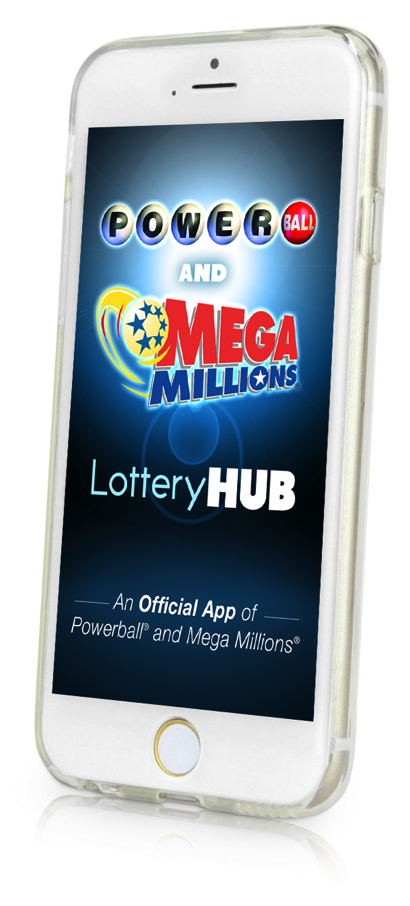 POWERBALL
AND
MEGA
MILLIONS
LotteryHUB
An Official App of
Powerball® and Mega Millions®